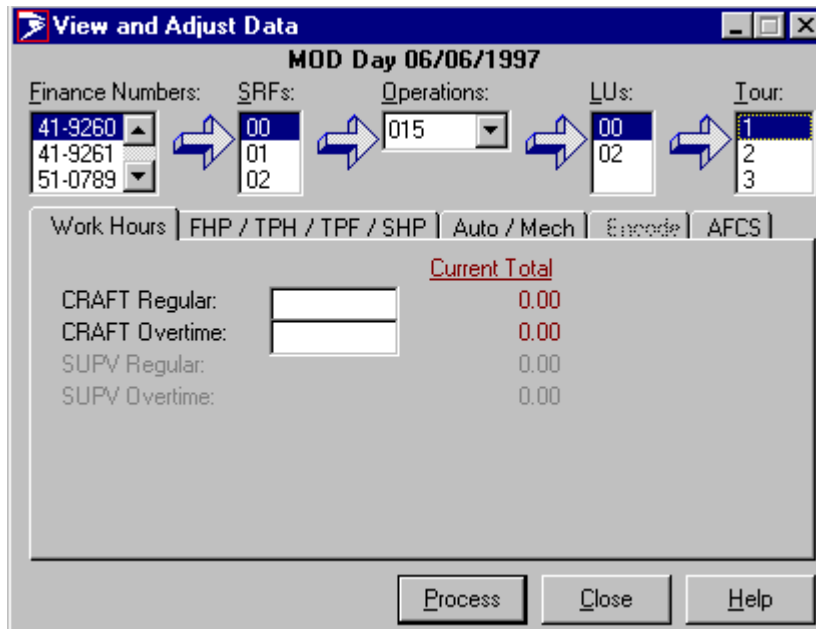 View and Adjust Data
MOD Day 06/06/1997
Finance Numbers: SRFs: Operations: LUs: Tour:
41-9260 00 015 00 1
41-9261 01 02 2
51-0789 02 3
Work Hours FHP / TPH / TPF / SHP Auto / Mech Encode AFCS
Current Total
CRAFT Regular: 0.00
CRAFT Overtime: 0.00
SUPV Regular: 0.00
SUPV Overtime: 0.00
Process Close Help